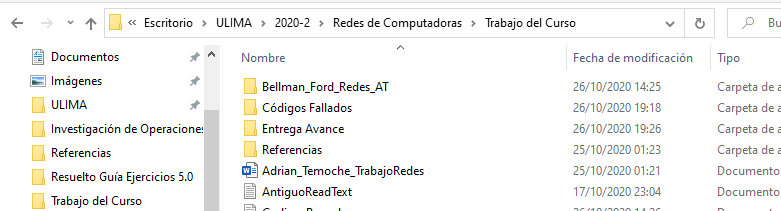 Escritorio > ULIMA > 2020-2 > Redes de Computadoras > Trabajo del Curso
Documentos
Imágenes
ULIMA
Investigación de Operaciones
Referencias
Resuelto Guía Ejercicios 5.0
Trabajo del Curso
Nombre Fecha de modificación Tipo
Bellman_Ford_Redes_AT 26/10/2020 14:25 Carpeta de a
Códigos Fallados 26/10/2020 19:18 Carpeta de a
Entrega Avance 26/10/2020 19:26 Carpeta de a
Referencias 25/10/2020 01:23 Carpeta de a
Adrian_Temoche_TrabajoRedes 25/10/2020 01:21 Documento
AntiguoReadText 17/10/2020 23:04 Documento